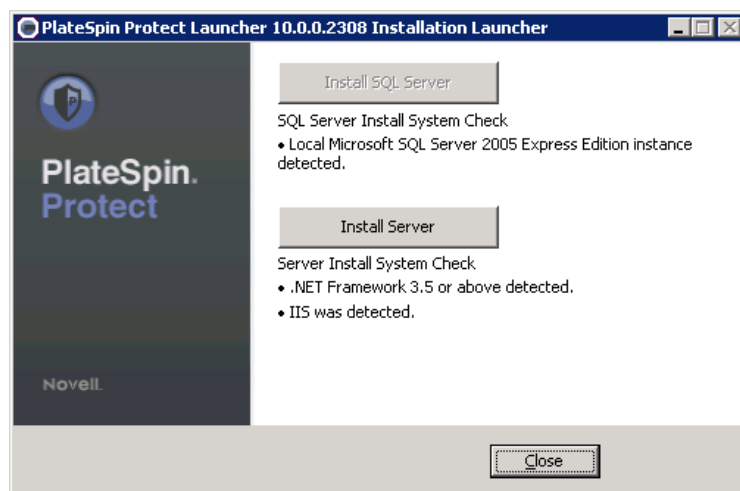 PlateSpin Protect Launcher 10.0.0.2308 Installation Launcher
Install SQL Server
SQL Server Install System Check
• Local Microsoft SQL Server 2005 Express Edition instance
detected.
PlateSpin.
Protect
Install Server
Server Install System Check
• .NET Framework 3.5 or above detected.
• IIS was detected.
Novell.
Close